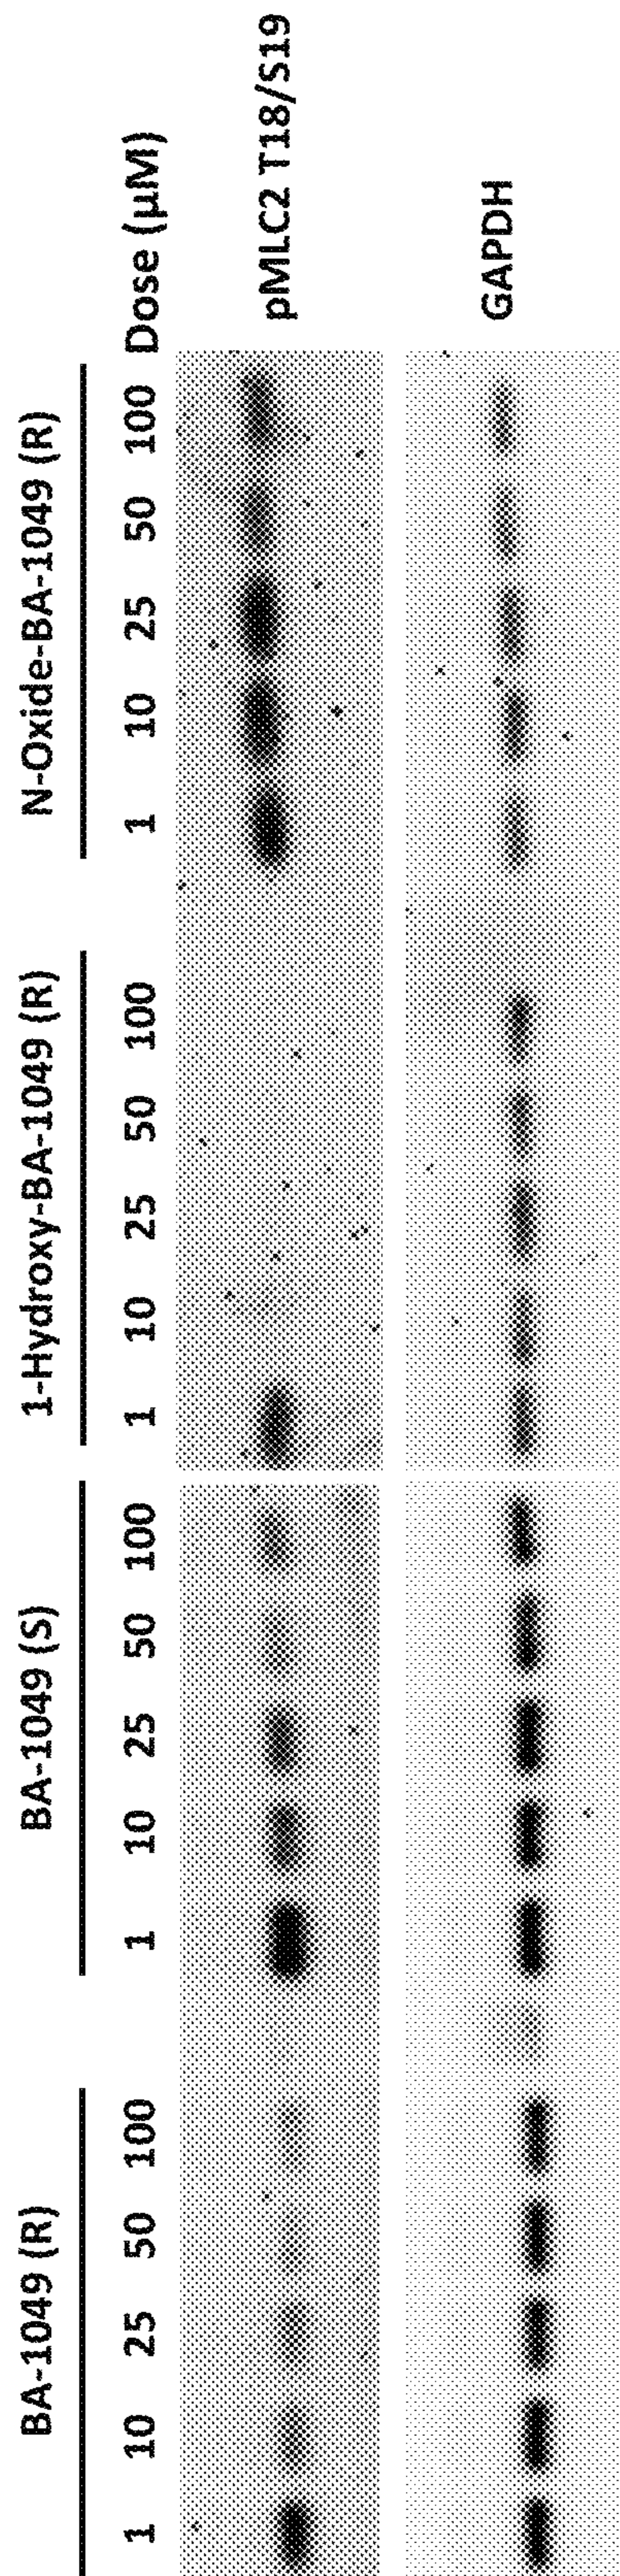 BA-1049 (R) BA-1049 (S) 1-Hydroxy-BA-1049 (R) N-Oxide-BA-1049 (R)
1 10 25 50 100 1 10 25 50 100 1 10 25 50 100 1 10 25 50 100 Dose (µM)
pMLC2 T18/S19
GAPDH